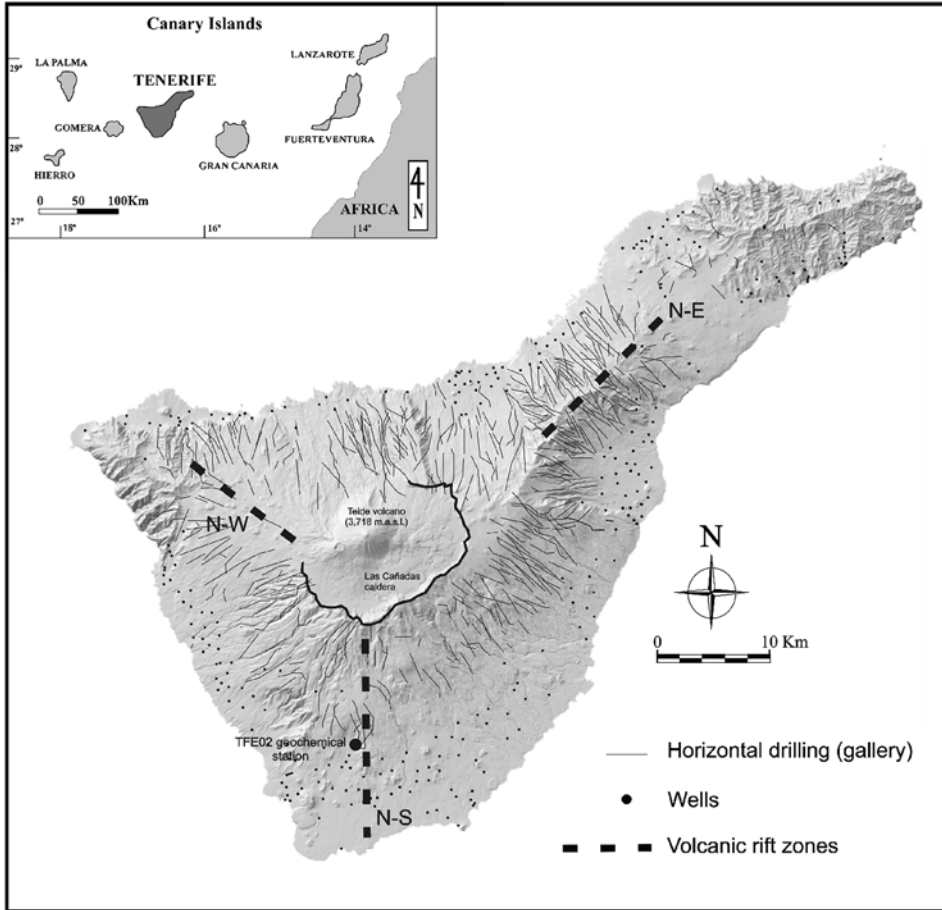 Canary Islands
LANZAROTE
29°
LA PALMA
TENERIFE
GOMERA
FUERTEVENTURA
28°
GRAN CANARIA
HIERRO
4
N
0 50 100Km
AFRICA
27°
18° 16° 14°
N-E
Teide volcano
(3,718 m.a.s.l.)
N-W
Las Cañadas
caldera
N
0 10 Km
TFE02 geochemical
station
Horizontal drilling (gallery)
Wells
N-S
Volcanic rift zones